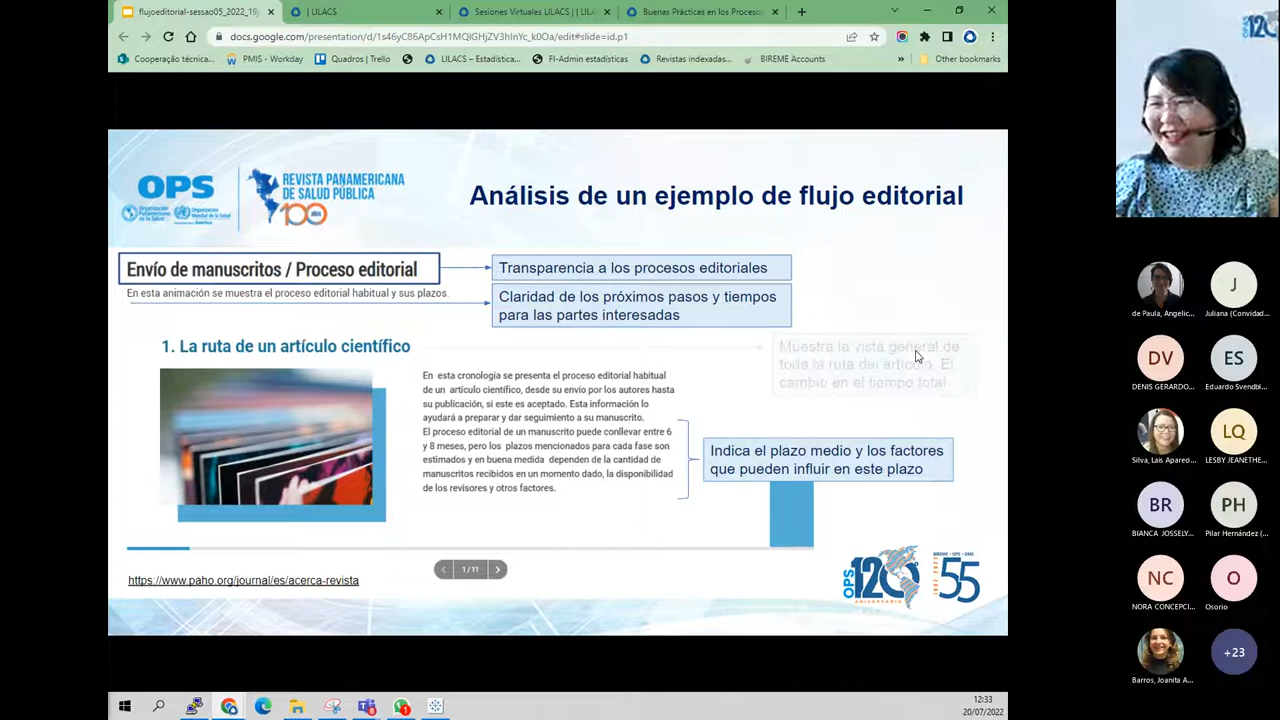 flujoeditorial-sessao05_2022_19j
| LILACS
Sesiones Virtuales LILACS | | LILA
Buenas Prácticas en los Procesos
docs.google.com/presentation/d/1s46yC86ApCsH1MQIGHjZV3hInYc_k0Oa/edit#slide=id.p1
Cooperação técnica...
PMIS - Workday
Quadros | Trello
LILACS – Estatística...
FI-Admin estadísticas
Revistas indexadas...
BIREME Accounts
»
Other bookmarks
OPS
REVISTA PANAMERICANA
DE SALUD PÚBLICA
100 AÑOS
Análisis de un ejemplo de flujo editorial
Envío de manuscritos / Proceso editorial
Transparencia a los procesos editoriales
En esta animación se muestra el proceso editorial habitual y sus plazos.
Claridad de los próximos pasos y tiempos
para las partes interesadas
1. La ruta de un artículo científico
Muestra la vista general de
toda la ruta del artículo. El
cambio en el tiempo total
En esta cronología se presenta el proceso editorial habitual
de un artículo científico, desde su envío por los autores hasta
su publicación, si este es aceptado. Esta información lo
ayudará a preparar y dar seguimiento a su manuscrito.
El proceso editorial de un manuscrito puede conllevar entre 6
y 8 meses, pero los plazos mencionados para cada fase son
estimados y en buena medida dependen de la cantidad de
manuscritos recibidos en un momento dado, la disponibilidad
de los revisores y otros factores.
Indica el plazo medio y los factores
que pueden influir en este plazo
1/11
https://www.paho.org/journal/es/acerca-revista
OPS 120
ANIVERSARIO
BIREME • OPS • OMS
55
12:33
20/07/2022
de Paula, Angelic...
J
Juliana (Convidad...
DV
DENIS GERARDO...
ES
Eduardo Svendbl...
Silva, Lais Apared...
LQ
LESBY JEANETHE...
BR
BIANCA JOSSELY...
PH
Pilar Hernández (...
NC
NORA CONCEPCI...
O
Osorio
Barros, Joanita A...
+23